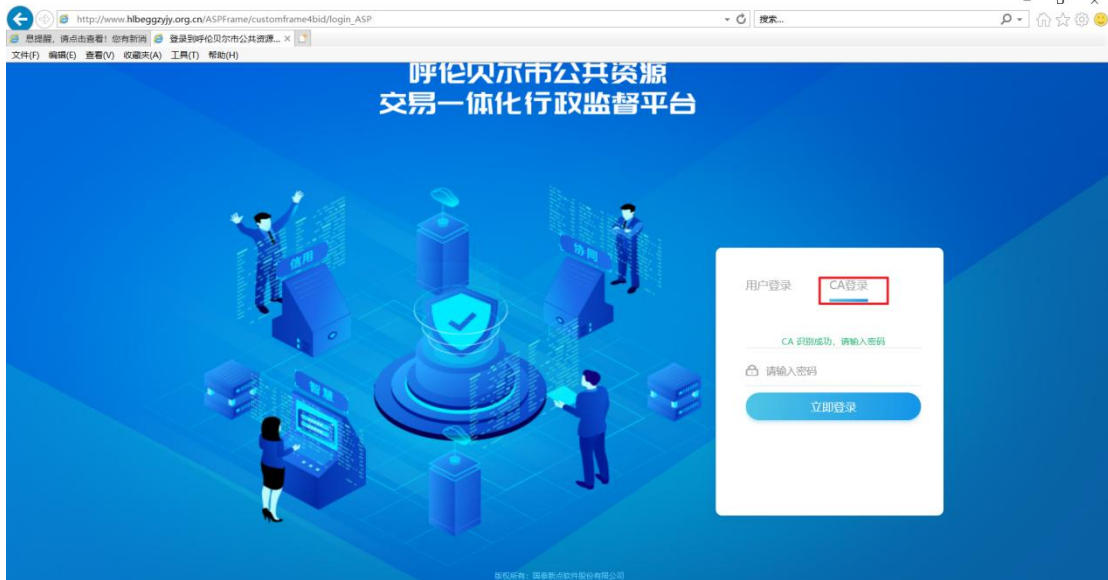 http://www.hlbeggzyjy.org.cn/ASPFrame/customframe4bid/login_ASP
搜索...
息提醒，请点击查看！您有新消
登录到呼伦贝尔市公共资源...
文件(F) 编辑(E) 查看(V) 收藏夹(A) 工具(T) 帮助(H)
呼伦贝尔市公共资源
交易一体化行政监督平台
信用
协同
智慧
用户登录 CA登录
CA 识别成功，请输入密码
请输入密码
立即登录
版权所有：国泰新点软件股份有限公司